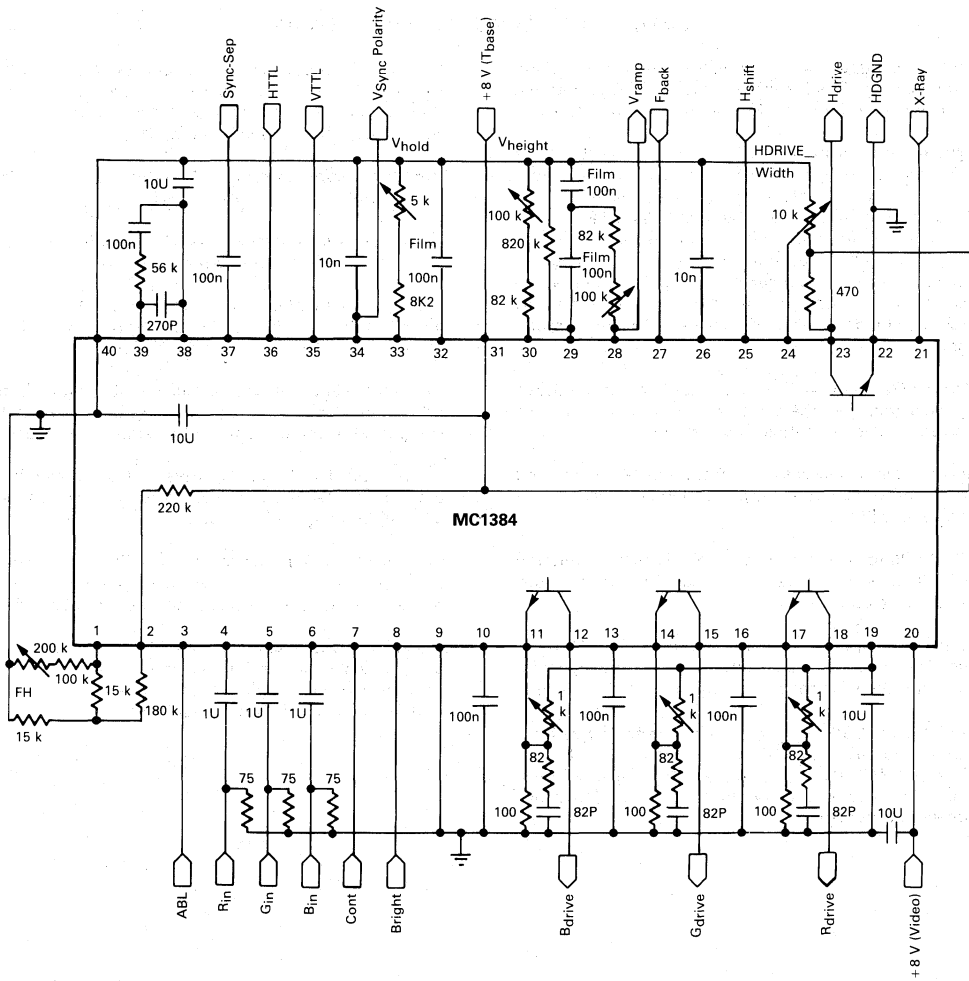 Sync-Sep
HTTL
VTTL
VSync Polarity
+ 8 V (Tbase)
Vramp
Fback
Hshift
Hdrive
HDGND
X-Ray
Vhold
Vheight
HDRIVE_
Width
10U
100n
56 k
270P
100n
10n
5 k
8K2
Film
100n
100 k
820 k
82 k
Film
100n
Film
100n
82 k
100 k
10n
10 k
470
40 39 38 37 36 35 34 33 32 31 30 29 28 27 26 25 24 23 22 21
10U
220 k
MC1384
1 2 3 4 5 6 7 8 9 10 11 12 13 14 15 16 17 18 19 20
200 k
100 k
FH
15 k
15 k
180k
1U
1U
1U
75
75
75
100n
1
k
82
100
82P
100n
1
k
82
100
82P
100n
1
k
82
100
82P
10U
10U
ABL
Rin
Gin
Bin
Cont
Bright
Bdrive
Gdrive
Rdrive
+ 8 V (Video)